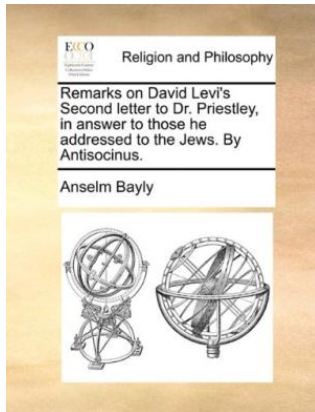 ECCO
Religion and Philosophy
Remarks on David Levi's
Second letter to Dr. Priestley,
in answer to those he
addressed to the Jews. By
Antisocinus.
Anselm Bayly